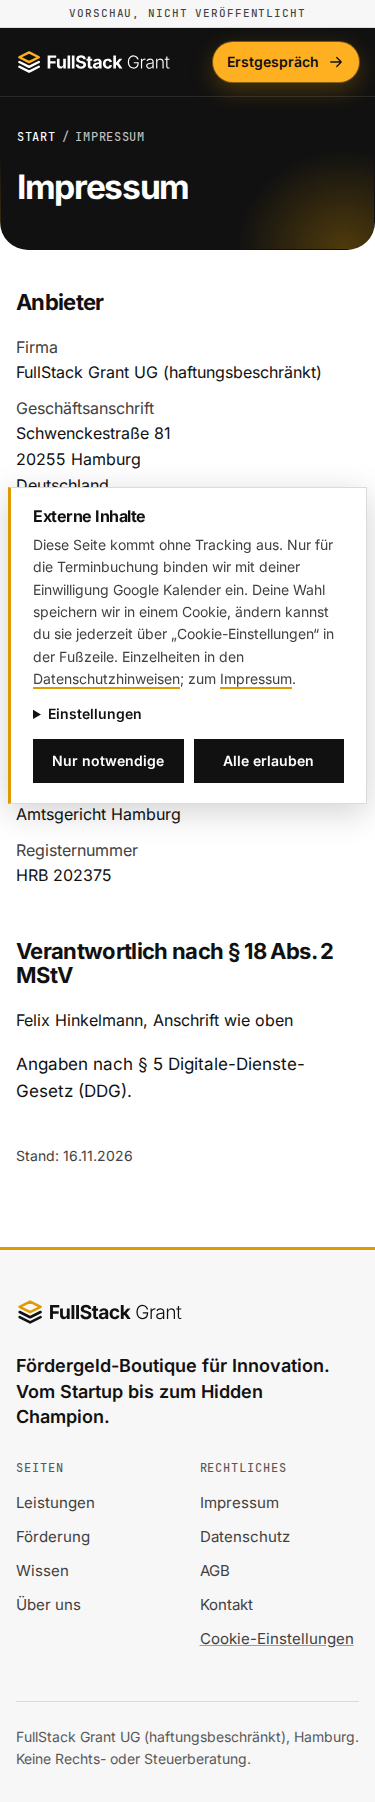 VORSCHAU, NICHT VERÖFFENTLICHT
FullStack Grant
Erstgespräch →
START / IMPRESSUM
Impressum
Anbieter
Firma
FullStack Grant UG (haftungsbeschränkt)
Geschäftsanschrift
Schwenckestraße 81
20255 Hamburg
Deutschland
Externe Inhalte
Diese Seite kommt ohne Tracking aus. Nur für
die Terminbuchung binden wir mit deiner
Einwilligung Google Kalender ein. Deine Wahl
speichern wir in einem Cookie, ändern kannst
du sie jederzeit über „Cookie-Einstellungen“ in
der Fußzeile. Einzelheiten in den
Datenschutzhinweisen; zum Impressum.
Einstellungen
Nur notwendige
Alle erlauben
Amtsgericht Hamburg
Registernummer
HRB 202375
Verantwortlich nach § 18 Abs. 2
MStV
Felix Hinkelmann, Anschrift wie oben
Angaben nach § 5 Digitale-Dienste-
Gesetz (DDG).
Stand: 16.11.2026
FullStack Grant
Fördergeld-Boutique für Innovation.
Vom Startup bis zum Hidden
Champion.
SEITEN
Leistungen
Förderung
Wissen
Über uns
RECHTLICHES
Impressum
Datenschutz
AGB
Kontakt
Cookie-Einstellungen
FullStack Grant UG (haftungsbeschränkt), Hamburg.
Keine Rechts- oder Steuerberatung.